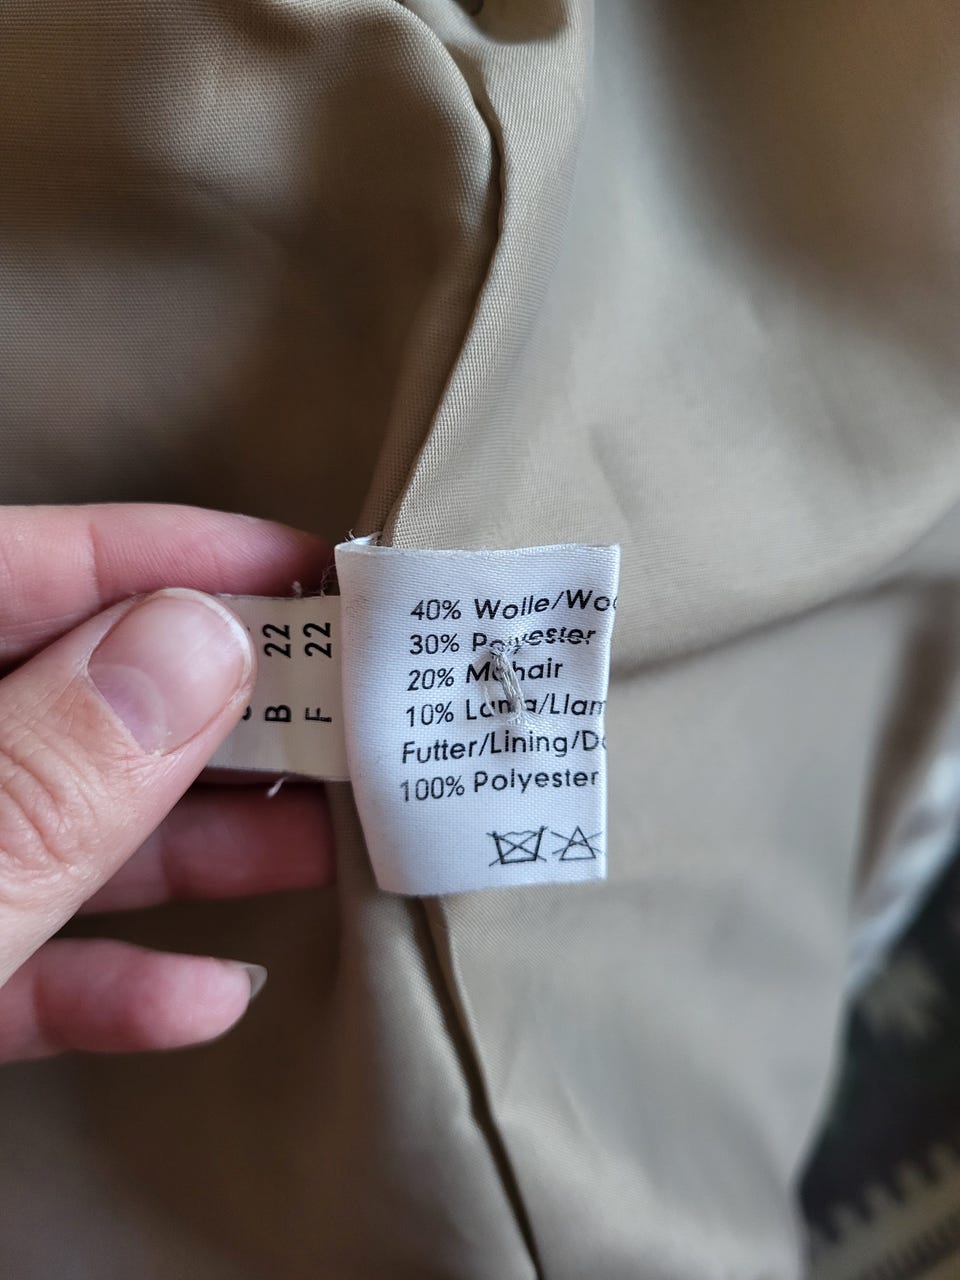 B 22
F 22
40% Wolle/Woo
30% Polyester
20% Mohair
10% Lama/Llam
Futter/Lining/Do
100% Polyester